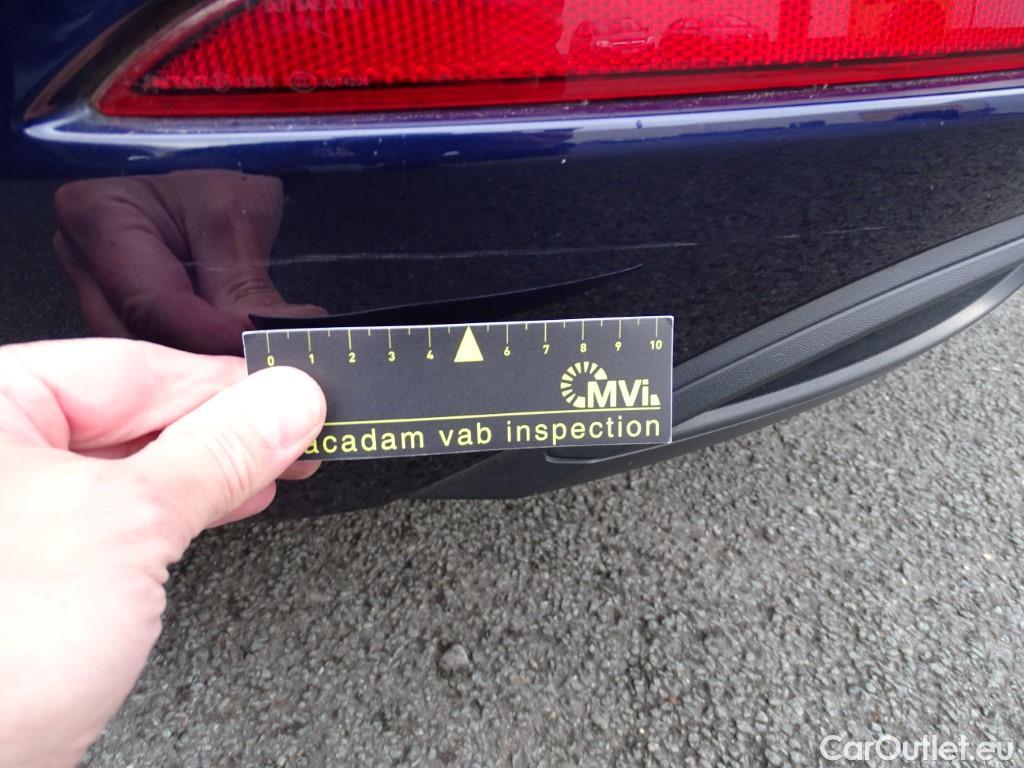 0 1 2 3 4 6 7 8 9 10
MVi
acadam vab inspection
CarOutlet.eu